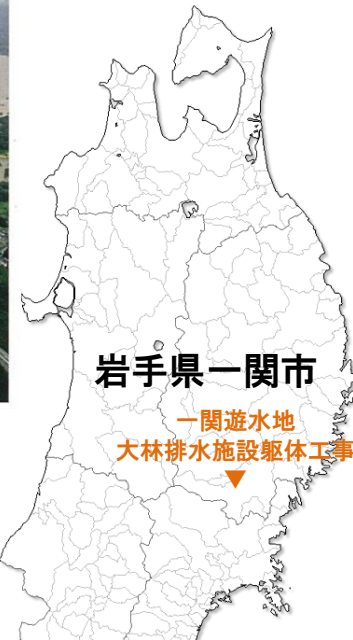 岩手県一関市
一関遊水地
大林排水施設躯体工事